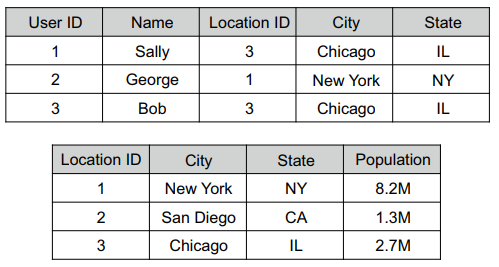 User ID Name Location ID City State
1 Sally 3 Chicago IL
2 George 1 New York NY
3 Bob 3 Chicago IL
Location ID City State Population
1 New York NY 8.2M
2 San Diego CA 1.3M
3 Chicago IL 2.7M